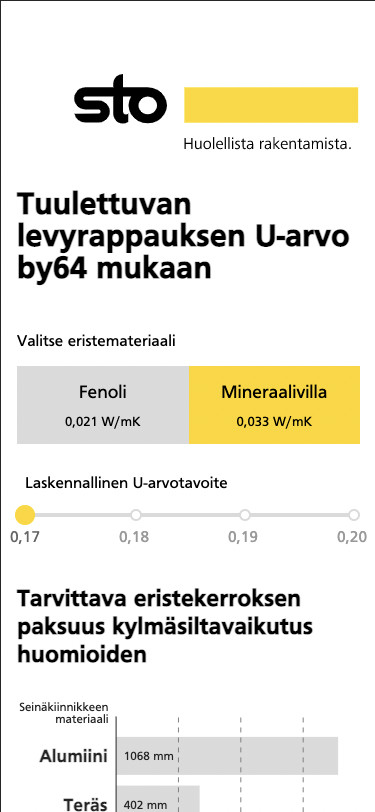 sto
Huolellista rakentamista.
Tuulettuvan
levyrappauksen U-arvo
by64 mukaan
Valitse eristemateriaali
Fenoli
0,021 W/mK
Mineraalivilla
0,033 W/mK
Laskennallinen U-arvotavoite
0,17 0,18 0,19 0,20
Tarvittava eristekerroksen
paksuus kylmäsiltavaikutus
huomioiden
Seinäkiinnikkeen
materiaali
Alumiini 1068 mm
Teräs 402 mm